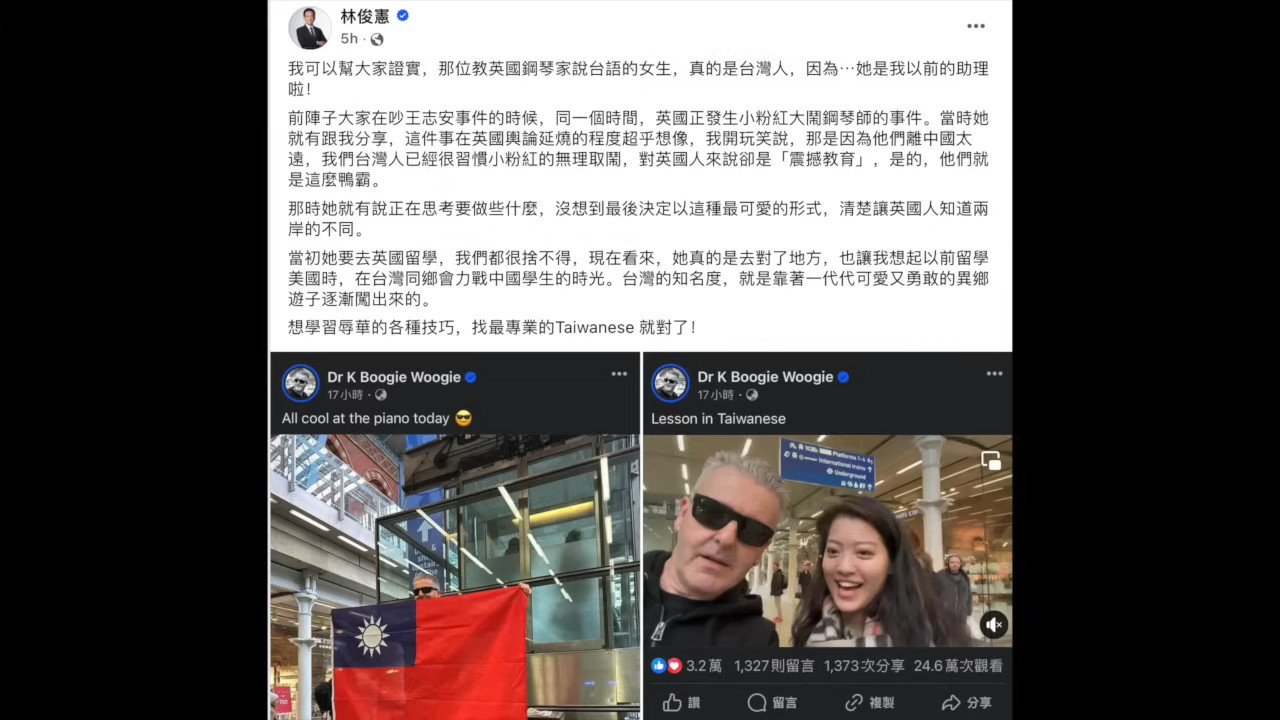 林俊憲
5h
我可以幫大家證實，那位教英國鋼琴家說台語的女生，真的是台灣人，因為…她是我以前的助理
啦！
前陣子大家在吵王志安事件的時候，同一個時間，英國正發生小粉紅大鬧鋼琴師的事件。當時她
就有跟我分享，這件事在英國輿論延燒的程度超乎想像，我開玩笑說，那是因為他們離中國太
遠，我們台灣人已經很習慣小粉紅的無理取鬧，對英國人來說卻是「震撼教育」，是的，他們就
是這麼鴨霸。
那時她就有說正在思考要做些什麼，沒想到最後決定以這種最可愛的形式，清楚讓英國人知道兩
岸的不同。
當初她要去英國留學，我們都很捨不得，現在看來，她真的是去對了地方，也讓我想起以前留學
美國時，在台灣同鄉會力戰中國學生的時光。台灣的知名度，就是靠著一代代可愛又勇敢的異鄉
遊子逐漸闖出來的。
想學習辱華的各種技巧，找最專業的Taiwanese 就對了！
Dr K Boogie Woogie
17小時
All cool at the piano today
Dr K Boogie Woogie
17小時
Lesson in Taiwanese
Platforms 1-4
International trains
Underground
3.2萬 1,327則留言 1,373次分享 24.6萬次觀看
讚 留言 複製 分享